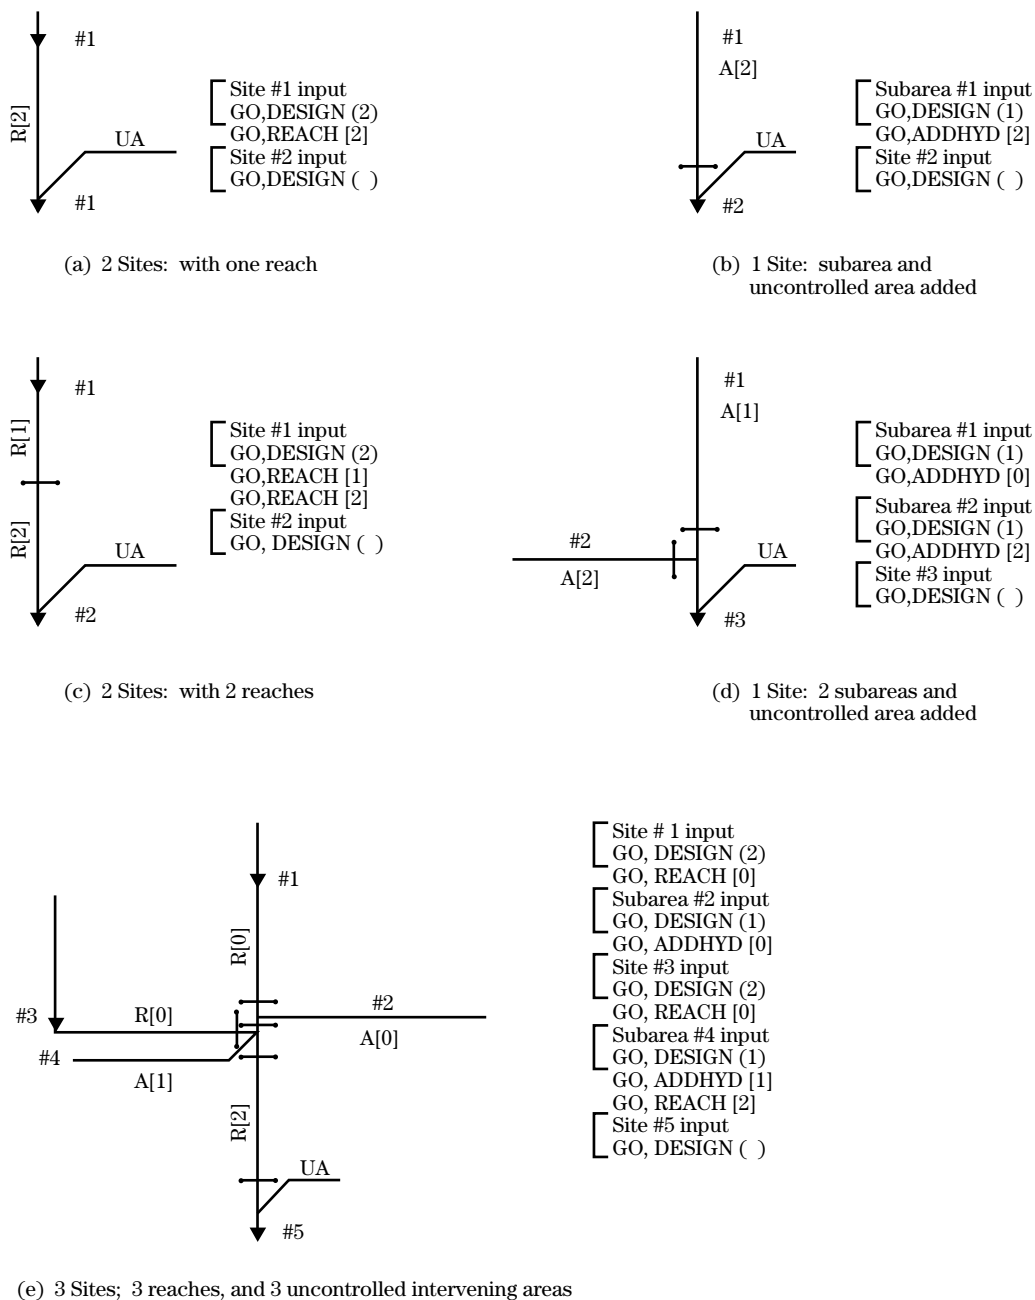 #1
R[2]
UA
#1
Site #1 input
GO,DESIGN (2)
GO,REACH [2]
Site #2 input
GO,DESIGN ( )
(a) 2 Sites: with one reach
#1
A[2]
UA
#2
Subarea #1 input
GO,DESIGN (1)
GO,ADDHYD [2]
Site #2 input
GO,DESIGN ( )
(b) 1 Site: subarea and
uncontrolled area added
#1
R[1]
R[2]
UA
#2
Site #1 input
GO,DESIGN (2)
GO,REACH [1]
GO,REACH [2]
Site #2 input
GO, DESIGN ( )
(c) 2 Sites: with 2 reaches
#1
A[1]
#2
A[2]
UA
#3
Subarea #1 input
GO,DESIGN (1)
GO,ADDHYD [0]
Subarea #2 input
GO,DESIGN (1)
GO,ADDHYD [2]
Site #3 input
GO,DESIGN ( )
(d) 1 Site: 2 subareas and
uncontrolled area added
#1
R[0]
#2
A[0]
#3
R[0]
#4
A[1]
R[2]
UA
#5
Site # 1 input
GO, DESIGN (2)
GO, REACH [0]
Subarea #2 input
GO, DESIGN (1)
GO, ADDHYD [0]
Site #3 input
GO, DESIGN (2)
GO, REACH [0]
Subarea #4 input
GO, DESIGN (1)
GO, ADDHYD [1]
GO, REACH [2]
Site #5 input
GO, DESIGN ( )
(e) 3 Sites; 3 reaches, and 3 uncontrolled intervening areas